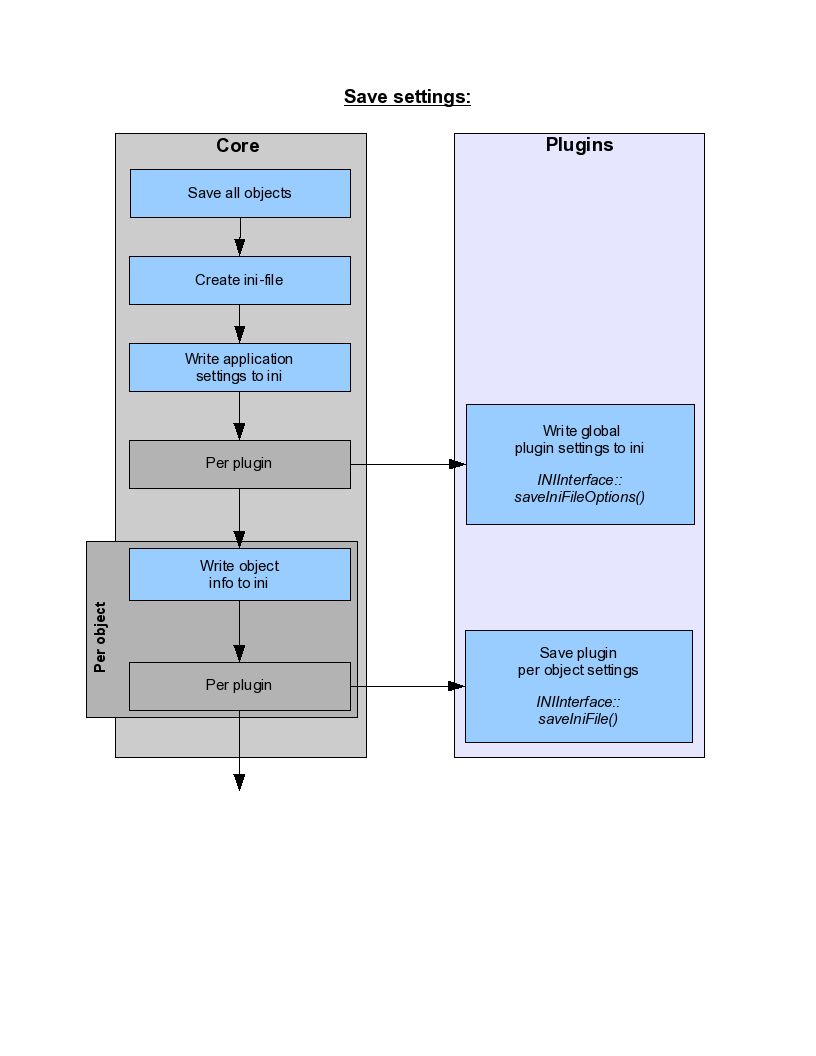 Save settings:
Core
Save all objects
Create ini-file
Write application
settings to ini
Per plugin
Per object
Write object
info to ini
Per plugin
Plugins
Write global
plugin settings to ini
INIInterface::
saveIniFileOptions()
Save plugin
per object settings
INIInterface::
saveIniFile()